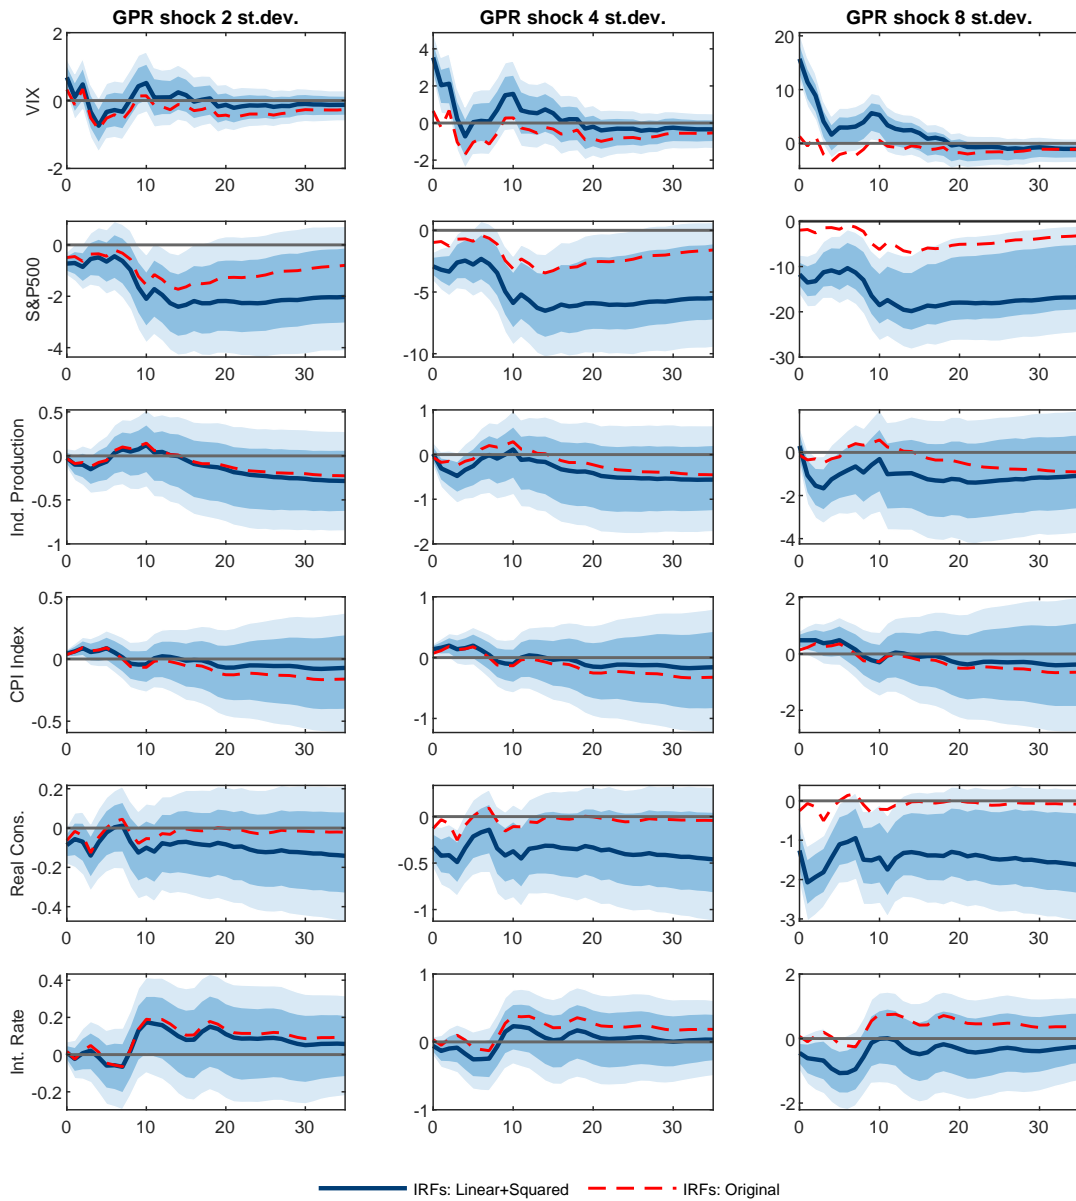 GPR shock 2 st.dev. GPR shock 4 st.dev. GPR shock 8 st.dev.
VIX
2
0
-2
0 10 20 30
4
2
0
-2
0 10 20 30
20
10
0
0 10 20 30
S&P500
0
-2
-4
0 10 20 30
0
-5
-10
0 10 20 30
0
-10
-20
-30
0 10 20 30
Ind. Production
0.5
0
-0.5
-1
0 10 20 30
1
0
-1
-2
0 10 20 30
0
-2
-4
0 10 20 30
CPI Index
0.5
0
-0.5
0 10 20 30
1
0
-1
0 10 20 30
2
0
-2
0 10 20 30
Real Cons.
0.2
0
-0.2
-0.4
0 10 20 30
0
-0.5
-1
0 10 20 30
0
-1
-2
-3
0 10 20 30
Int. Rate
0.4
0.2
0
-0.2
0 10 20 30
1
0
-1
0 10 20 30
2
0
-2
0 10 20 30
IRFs: Linear+Squared IRFs: Original